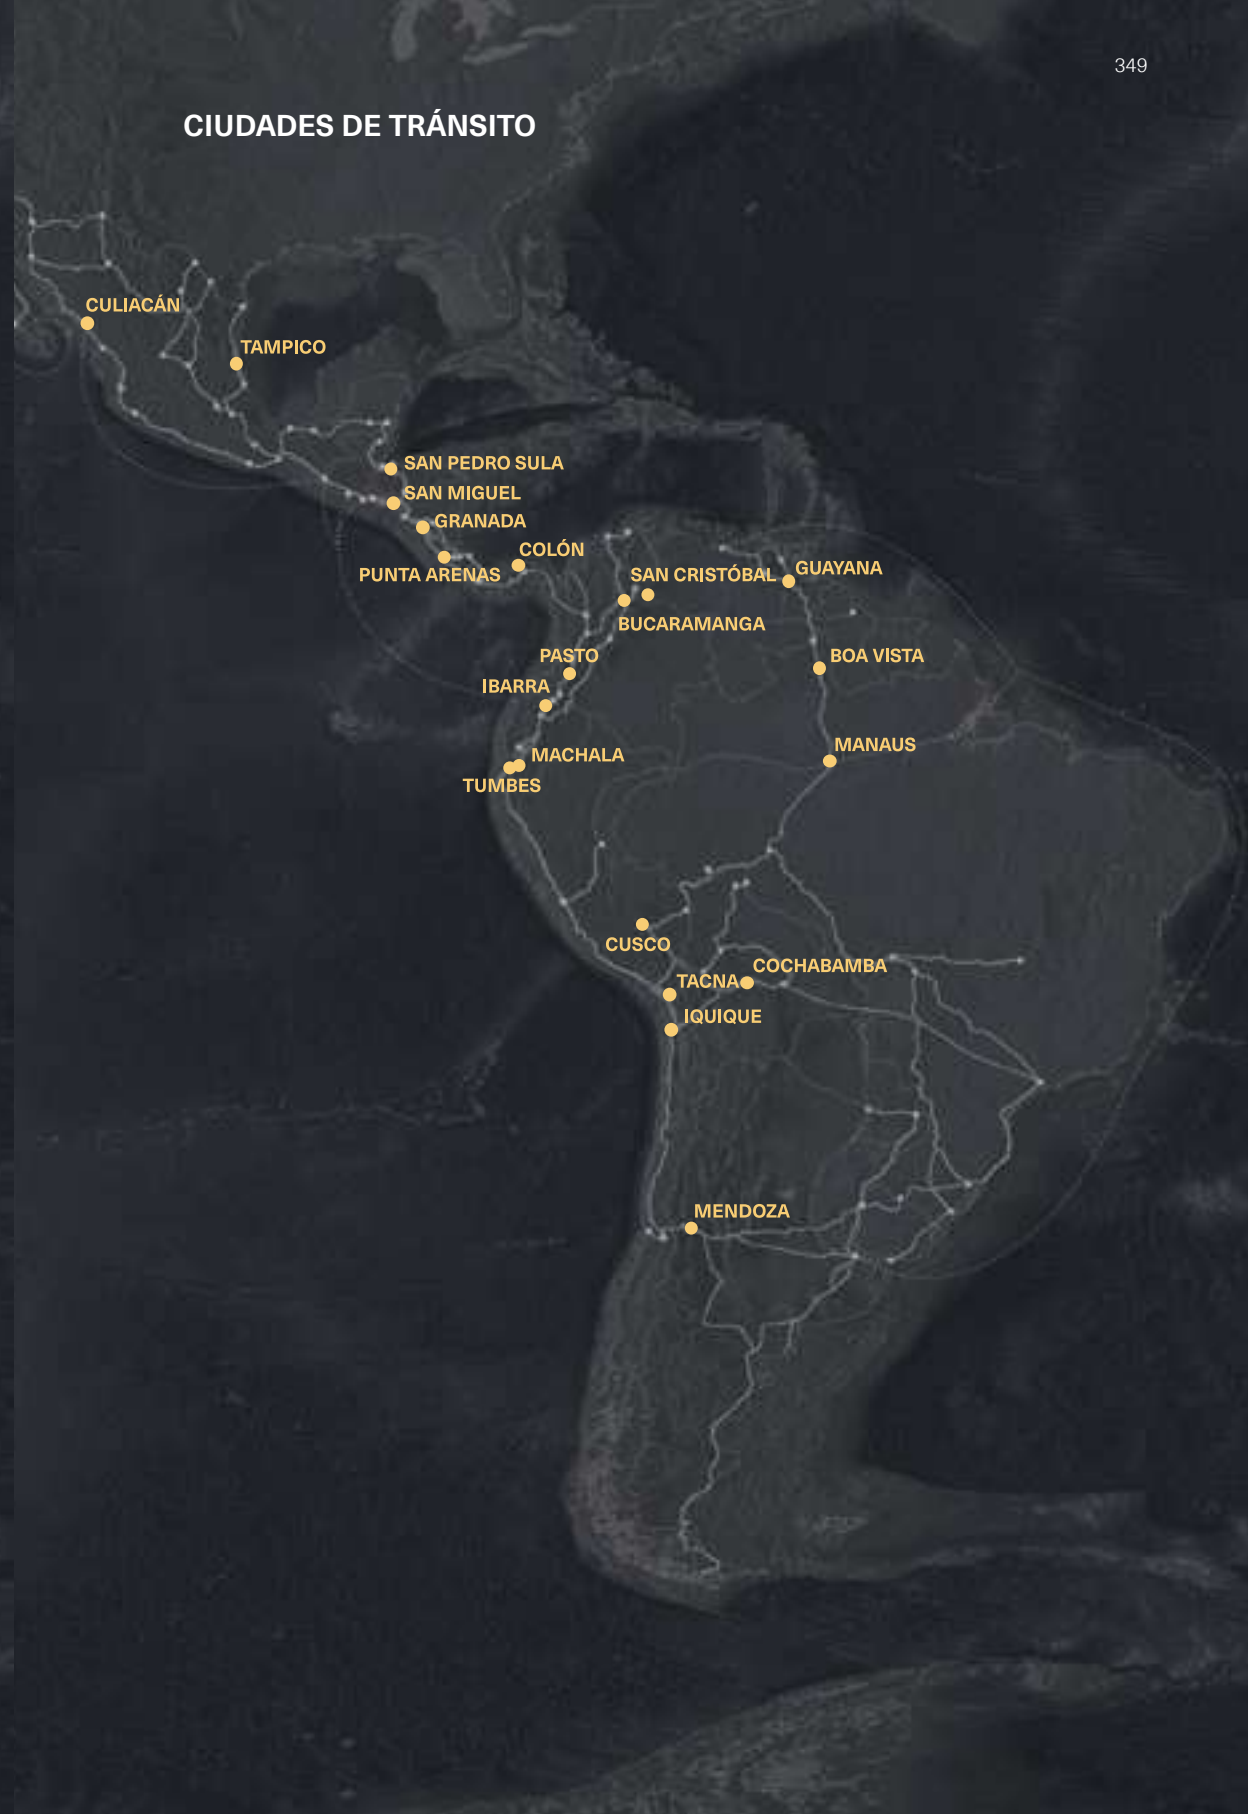 349
CIUDADES DE TRÁNSITO
CULIACÁN
TAMPICO
SAN PEDRO SULA
SAN MIGUEL
GRANADA
COLÓN
PUNTA ARENAS
SAN CRISTÓBAL
GUAYANA
BUCARAMANGA
PASTO
BOA VISTA
IBARRA
MANAUS
MACHALA
TUMBES
CUSCO
COCHABAMBA
TACNA
IQUIQUE
MENDOZA